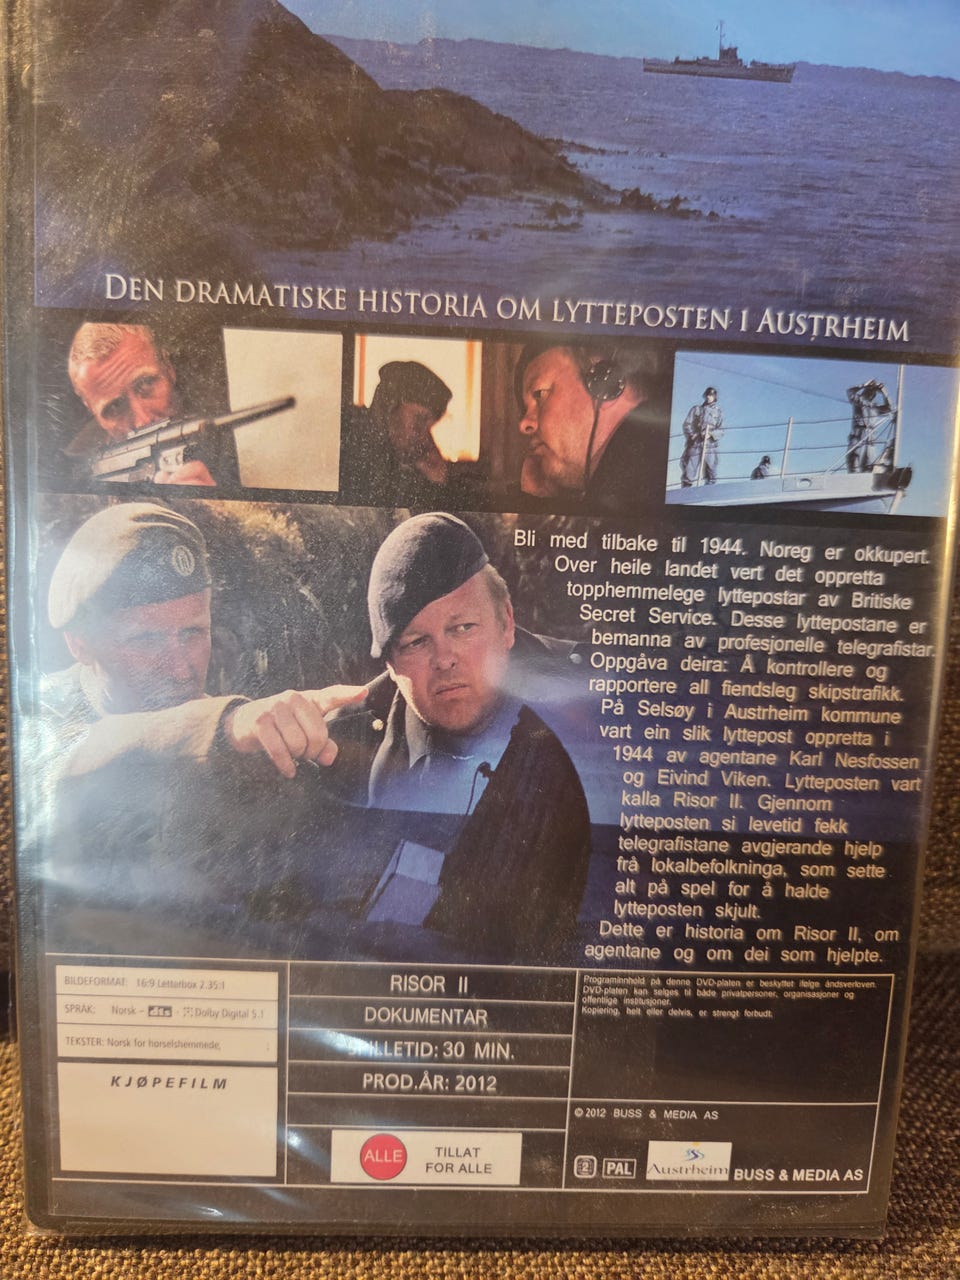 DEN DRAMATISKE HISTORIA OM LYTTEPOSTEN I AUSTRHEIM
Bli med tilbake til 1944. Noreg er okkupert.
Over heile landet vert det oppretta
topphemmelege lyttepostar av Britiske
Secret Service. Desse lyttepostane er
bemanna av profesjonelle telegrafistar.
Oppgåva deira: Å kontrollere og
rapportere all fiendsleg skipstrafikk.
På Selsøy i Austrheim kommune
vart ein slik lyttepost oppretta i
1944 av agentane Karl Nesfossen
og Eivind Viken. Lytteposten vart
kalla Risor II. Gjennom
lytteposten si levetid fekk
telegrafistane avgjerande hjelp
frå lokalbefolkninga, som sette
alt på spel for å halde
lytteposten skjult.
Dette er historia om Risor II, om
agentane og om dei som hjelpte.
BILDEFORMAT: 16:9 Letterbox 2.35:1
SPRÅK: Norsk - dts - Dolby Digital 5.1
TEKSTER: Norsk for hørselshemmede,
KJØPEFILM
RISOR II
DOKUMENTAR
SPILLETID: 30 MIN.
PROD.ÅR: 2012
ALLE
TILLAT
FOR ALLE
Programinnhold på denne DVD-platen er beskyttet ifølge åndsverloven.
DVD-platen kan selges til både privatpersoner, organisasjoner og
offentlige institusjoner.
Kopiering, helt eller delvis, er strengt forbudt.
© 2012 BUSS & MEDIA AS
2
PAL
Austrheim
BUSS & MEDIA AS